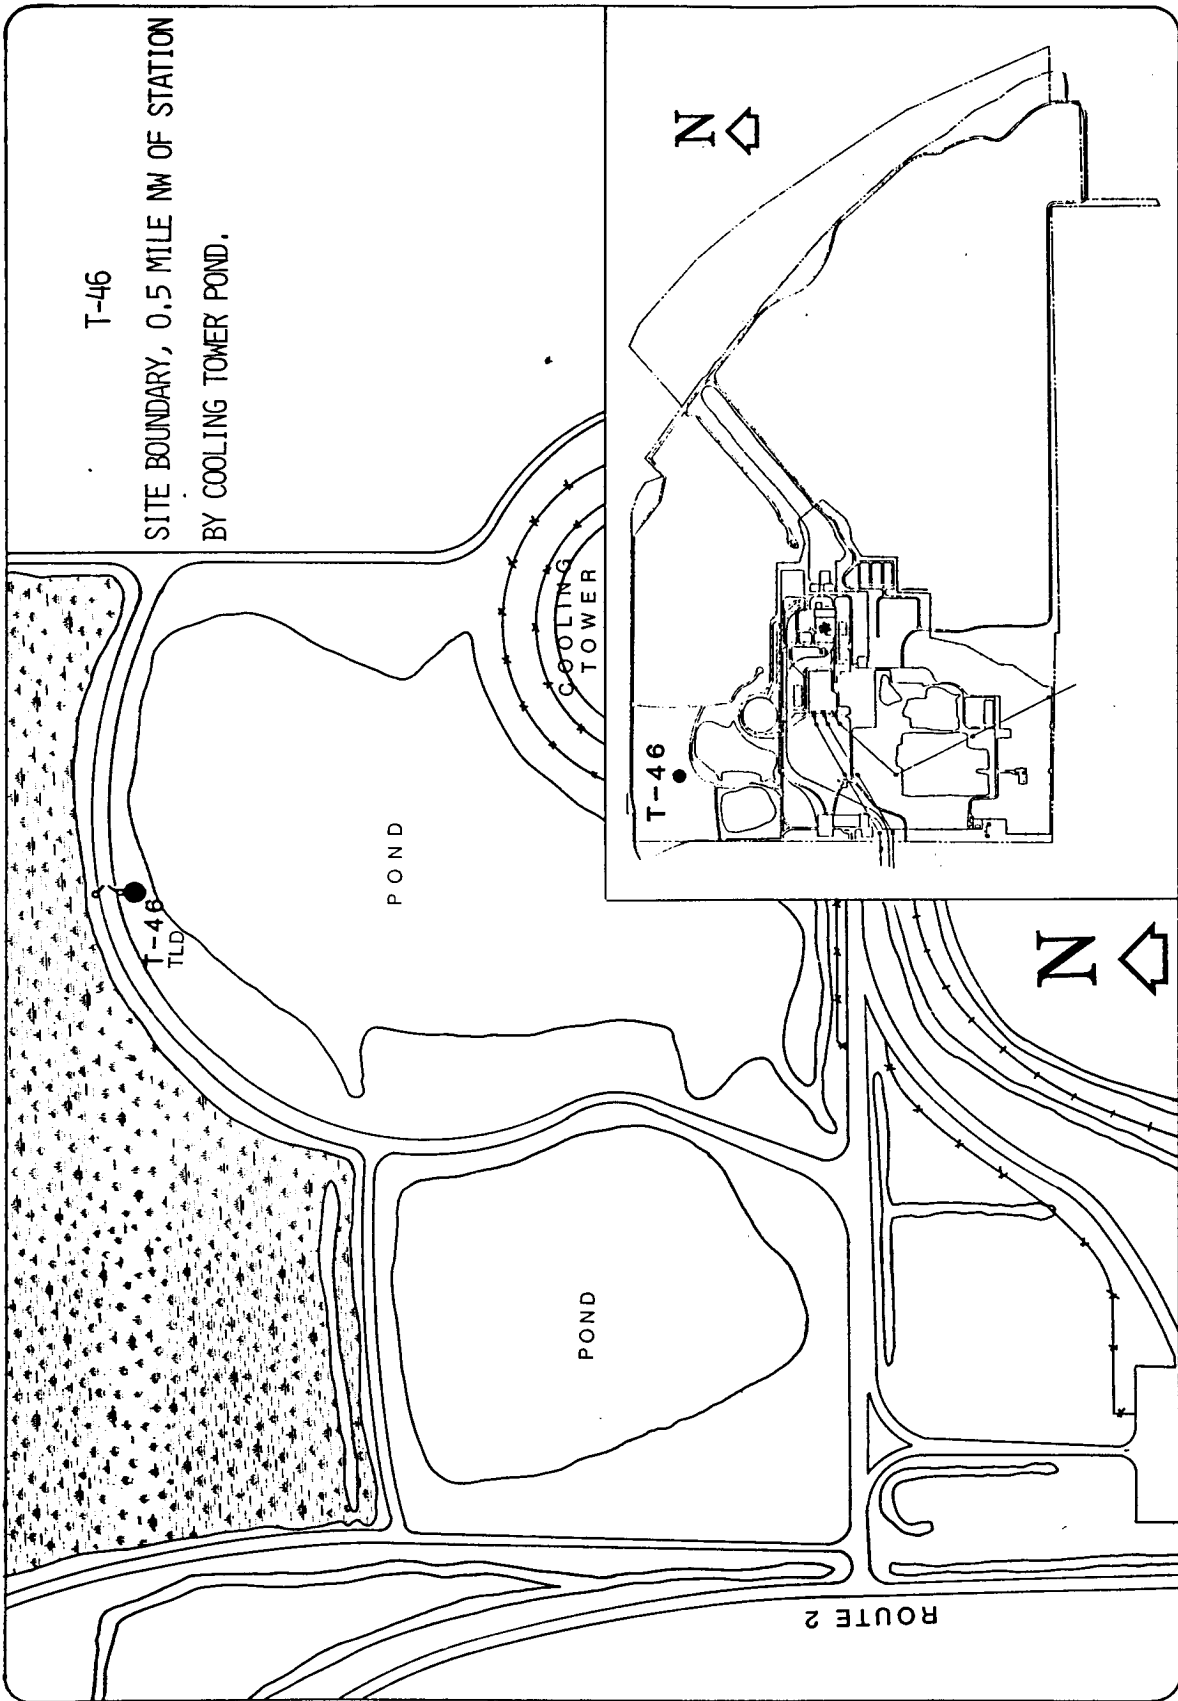 T-46
SITE BOUNDARY, 0.5 MILE NW OF STATION
BY COOLING TOWER POND.
N
T-46
COOLING
TOWER
POND
T-46
TLD
POND
N
ROUTE 2